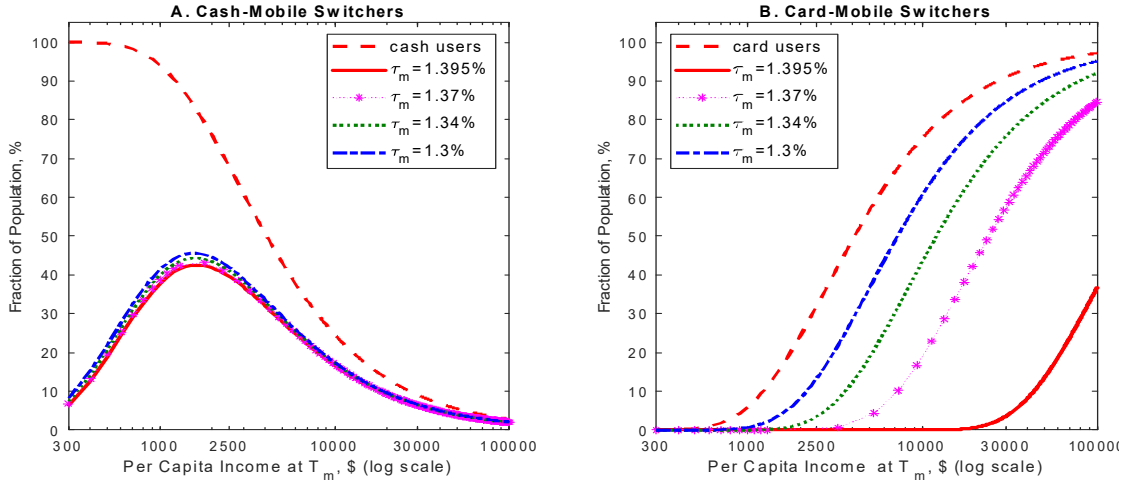 A. Cash-Mobile Switchers
Fraction of Population, %
100
90
80
70
60
50
40
30
20
10
0
cash users
τm=1.395%
τm=1.37%
τm=1.34%
τm=1.3%
300 1000 2500 10000 30000 100000
Per Capita Income at Tm, $ (log scale)
B. Card-Mobile Switchers
Fraction of Population, %
100
90
80
70
60
50
40
30
20
10
0
card users
τm=1.395%
τm=1.37%
τm=1.34%
τm=1.3%
300 1000 2500 10000 30000 100000
Per Capita Income at Tm, $ (log scale)